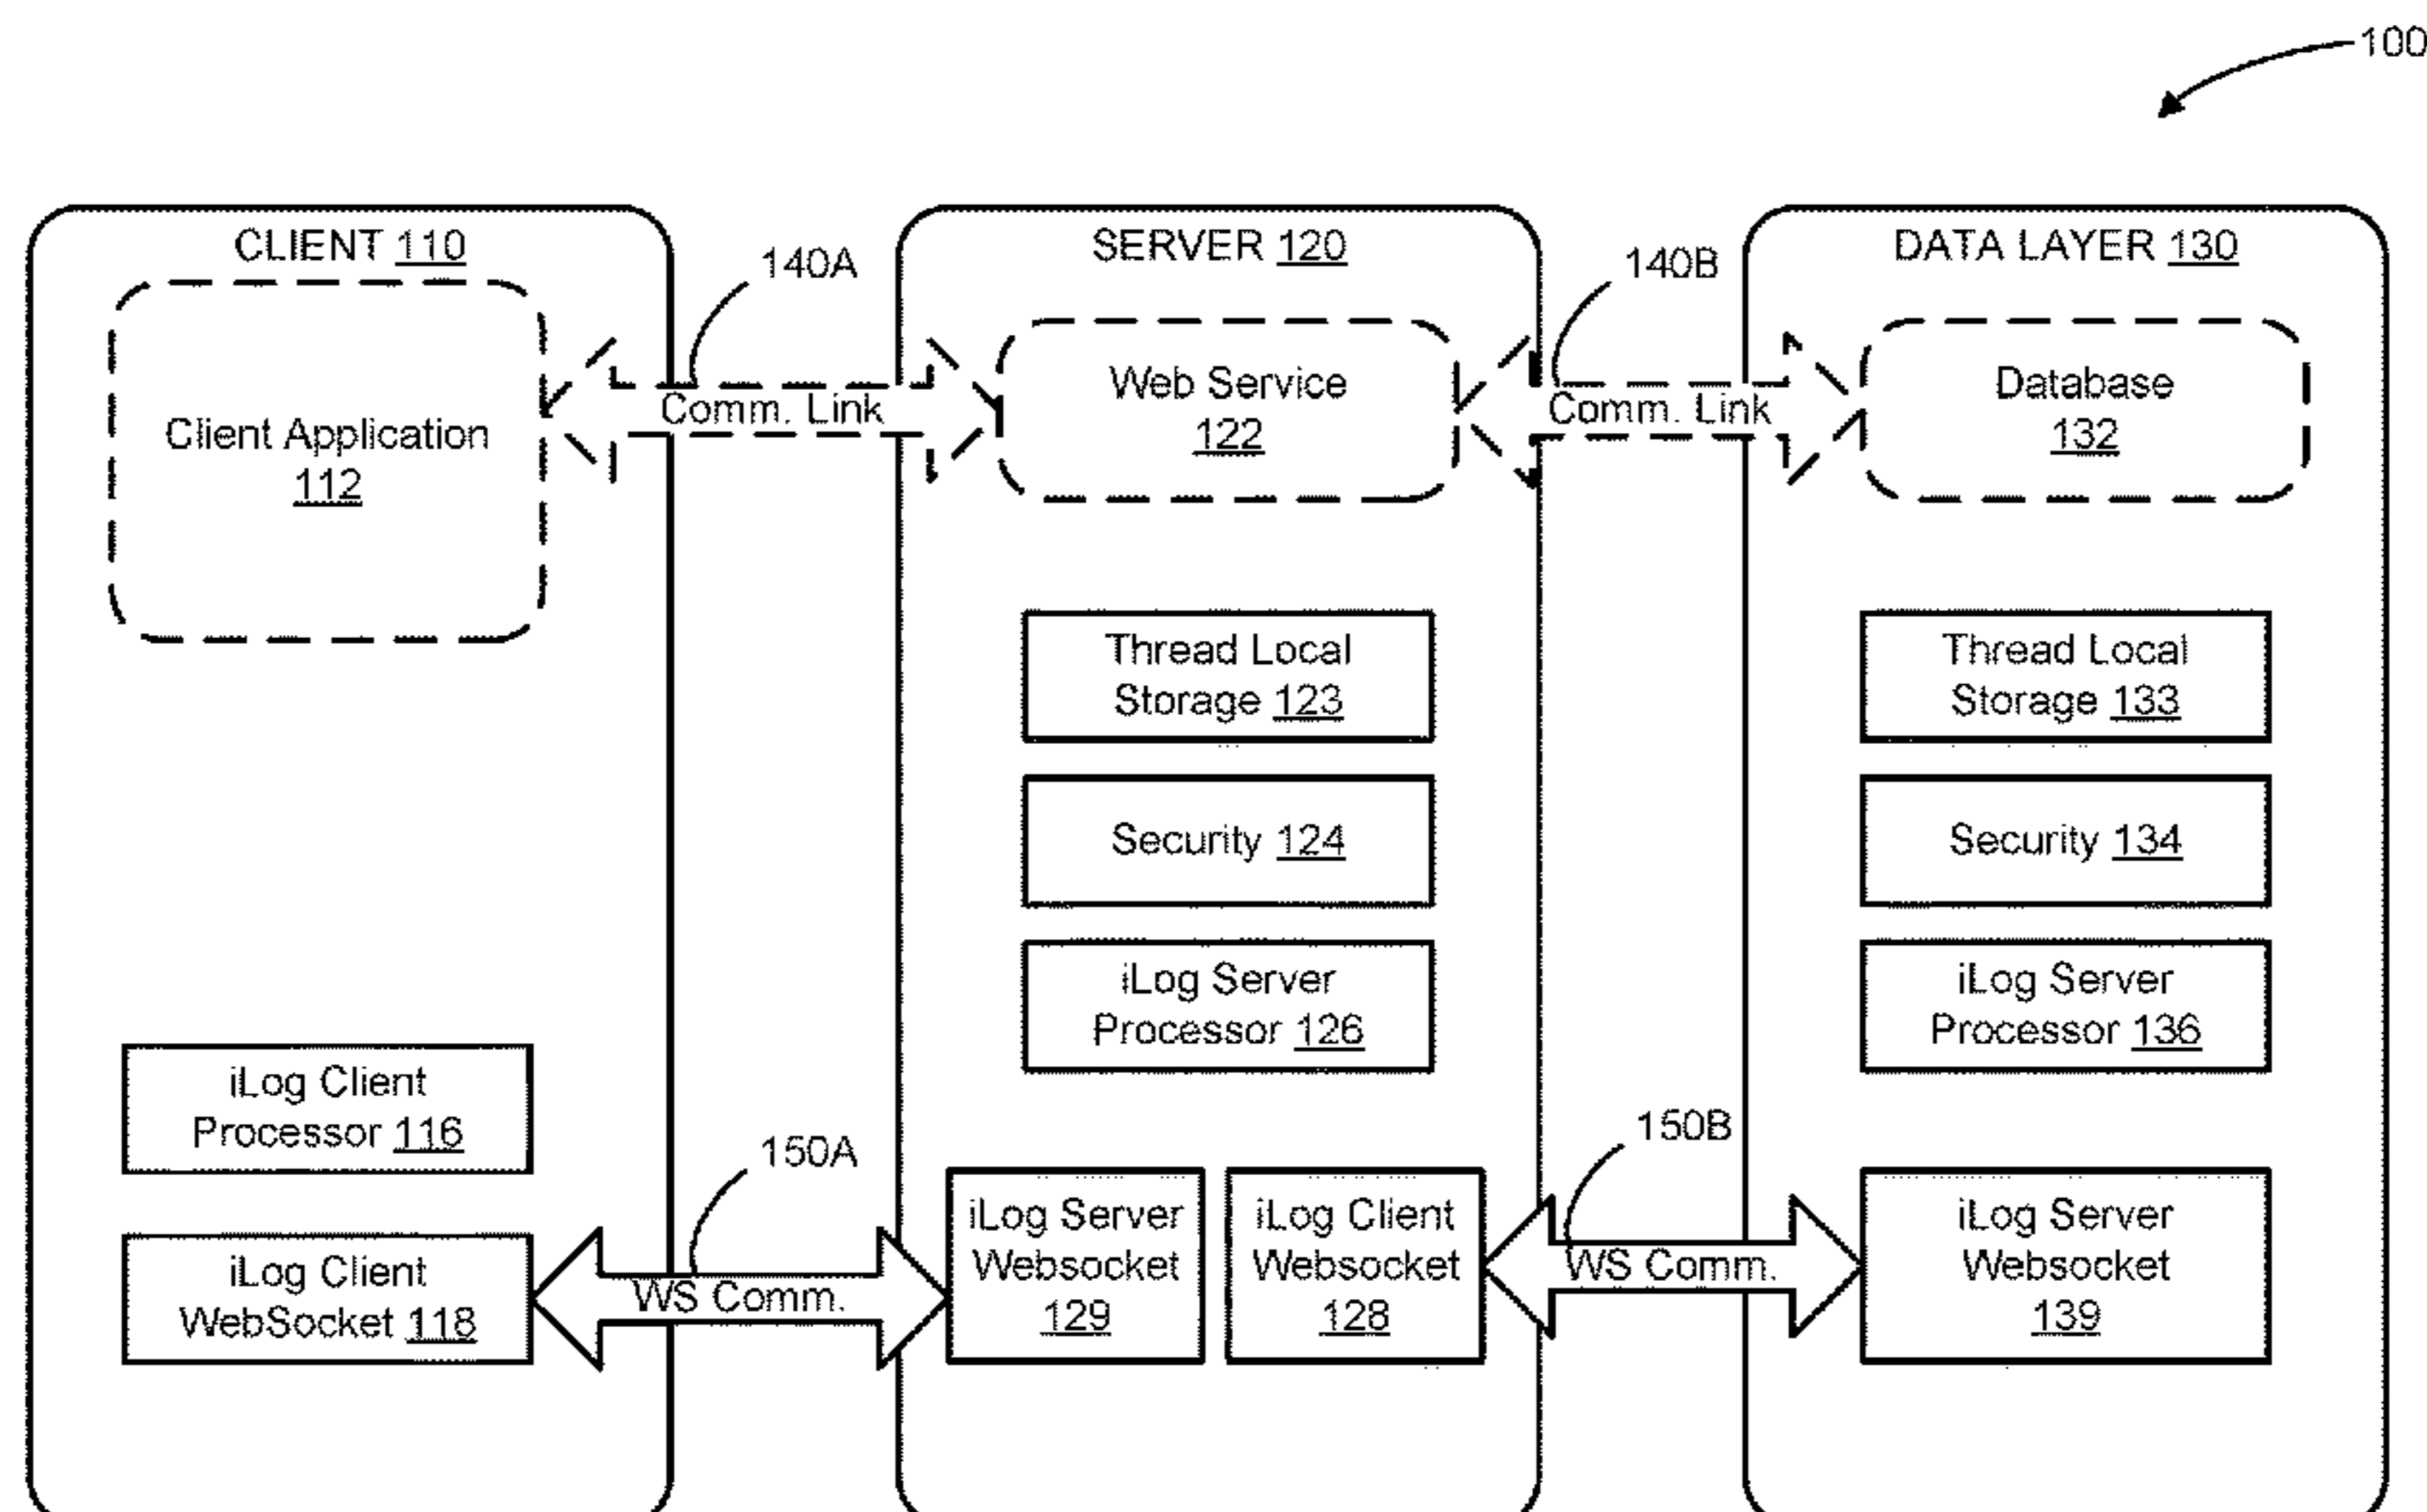 100
CLIENT 110
140A
SERVER 120
140B
DATA LAYER 130
Client Application
112
Comm. Link
Web Service
122
Comm. Link
Database
132
Thread Local
Storage 123
Thread Local
Storage 133
Security 124
Security 134
iLog Server
Processor 126
iLog Server
Processor 136
iLog Client
Processor 116
150A
150B
iLog Client
WebSocket 118
WS Comm.
iLog Server
Websocket
129
iLog Client
Websocket
128
WS Comm.
iLog Server
Websocket
139